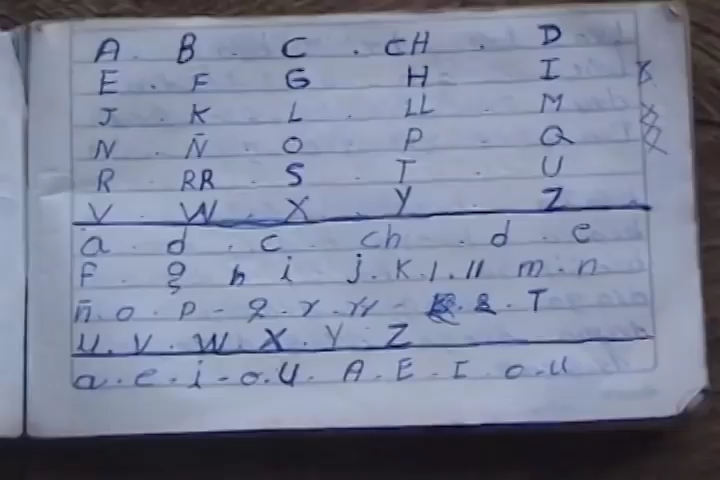 A . B . C . CH . D
E . F G H I
J K L . LL . M
N Ñ O P Q
R . RR S . T . U
V . W . X . Y . Z
a . d . c . ch . d . e
F . g h i j . K . l . ll m . n
ñ . o . p - q . r . rr - . s . T
U . V . W . X . Y . Z
a . e . i - o . U . A . E . I o . u